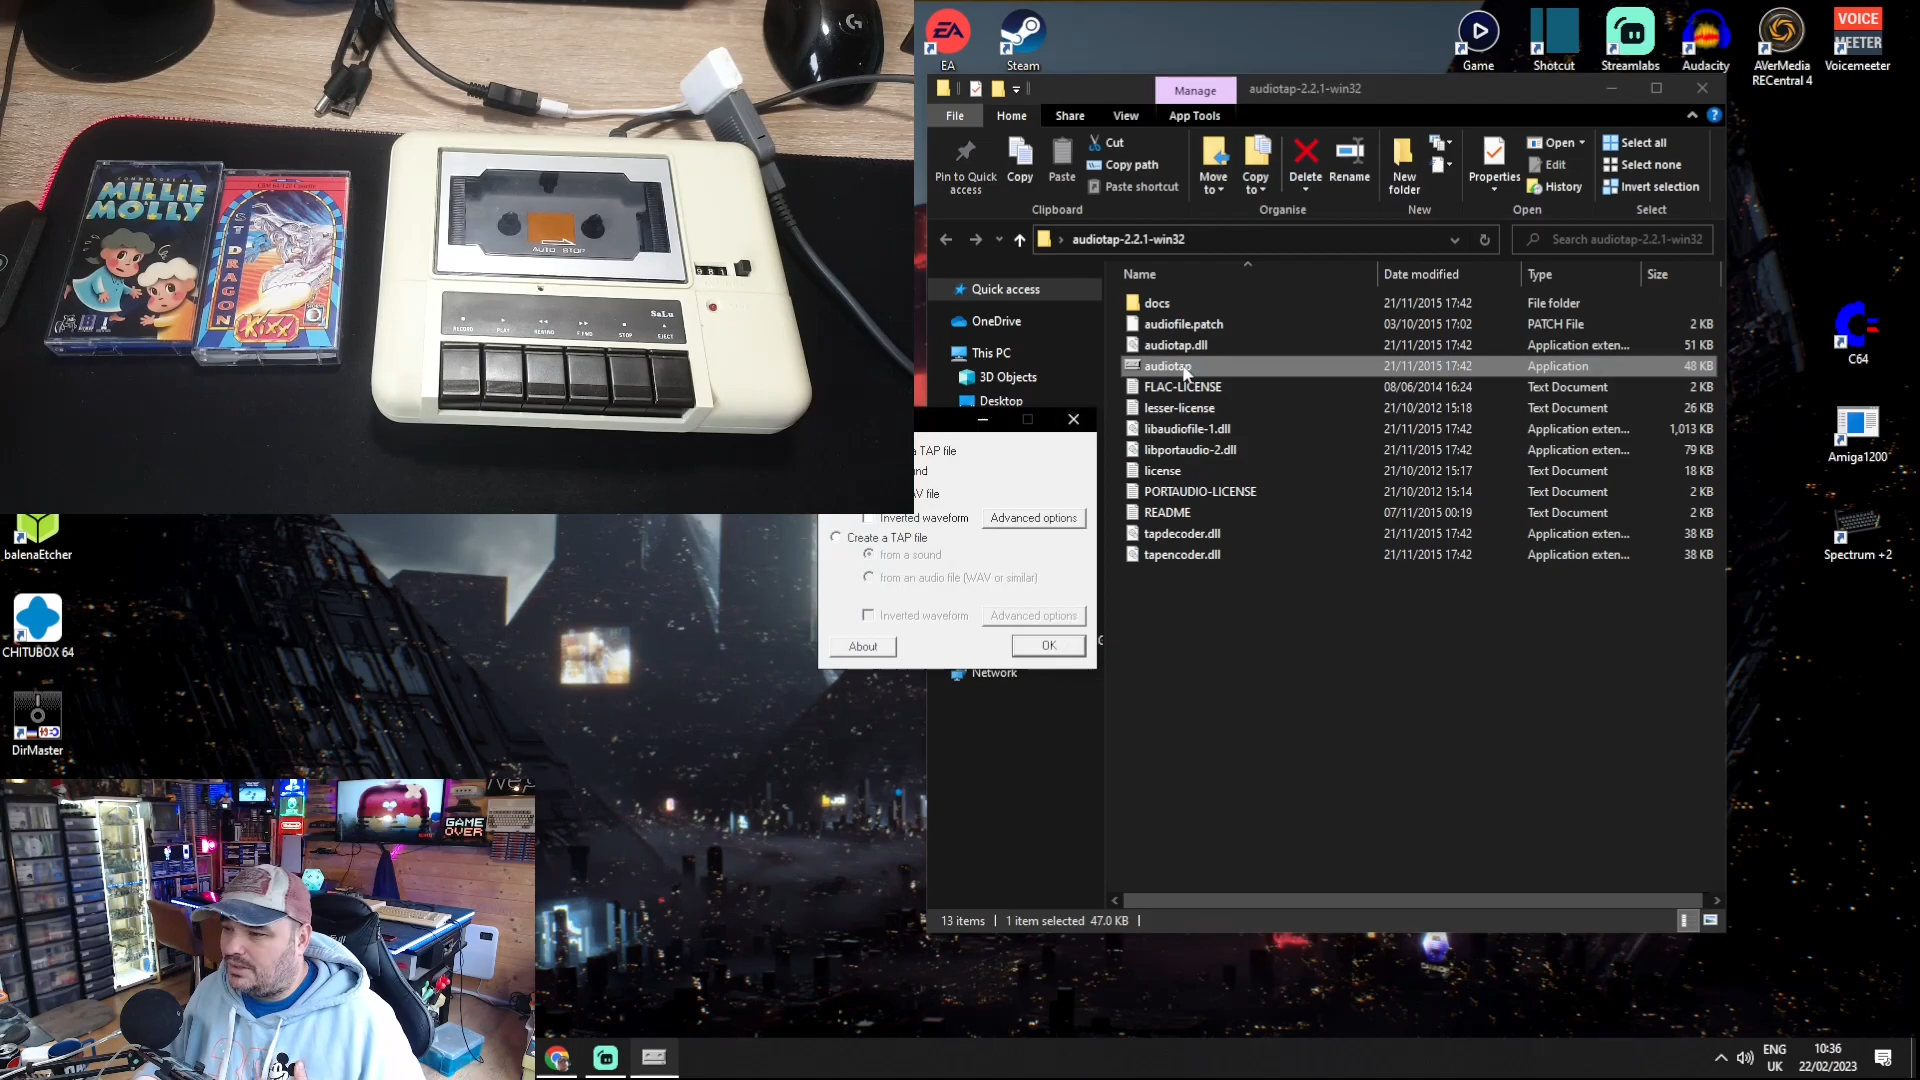 EA
Steam
Game
Shotcut
Streamlabs
Audacity
AVerMedia
RECentral 4
VOICE
MEETER
Voicemeeter
Manage
audiotap-2.2.1-win32
File
Home
Share
View
App Tools
Pin to Quick
access
Copy
Paste
Cut
Copy path
Paste shortcut
Clipboard
Move
to
Copy
to
Delete
Rename
Organise
New
folder
New
Properties
Open
Edit
History
Open
Select all
Select none
Invert selection
Select
audiotap-2.2.1-win32
Search audiotap-2.2.1-win32
Quick access
OneDrive
This PC
3D Objects
Desktop
Network
Name
Date modified
Type
Size
docs 21/11/2015 17:42 File folder
audiofile.patch 03/10/2015 17:02 PATCH File 2 KB
audiotap.dll 21/11/2015 17:42 Application exten... 51 KB
audiotap 21/11/2015 17:42 Application 48 KB
FLAC-LICENSE 08/06/2014 16:24 Text Document 2 KB
lesser-license 21/10/2012 15:18 Text Document 26 KB
libaudiofile-1.dll 21/11/2015 17:42 Application exten... 1,013 KB
libportaudio-2.dll 21/11/2015 17:42 Application exten... 79 KB
license 21/10/2012 15:17 Text Document 18 KB
PORTAUDIO-LICENSE 21/10/2012 15:14 Text Document 2 KB
README 07/11/2015 00:19 Text Document 2 KB
tapdecoder.dll 21/11/2015 17:42 Application exten... 38 KB
tapencoder.dll 21/11/2015 17:42 Application exten... 38 KB
13 items
1 item selected 47.0 KB
a TAP file
und
AV file
Inverted waveform
Advanced options
Create a TAP file
from a sound
from an audio file (WAV or similar)
Inverted waveform
Advanced options
About
OK
C64
Amiga1200
Spectrum +2
balenaEtcher
CHITUBOX 64
DirMaster
COMMODORE 64
MILLIE
&
MOLLY
CBM 64/128 Cassette
ST DRAGON
Kixx
AUTO STOP
981
SaLu
RECORD
PLAY
REWIND
F.FWD
STOP
EJECT
GAME
OVER
ENG
UK
10:36
22/02/2023